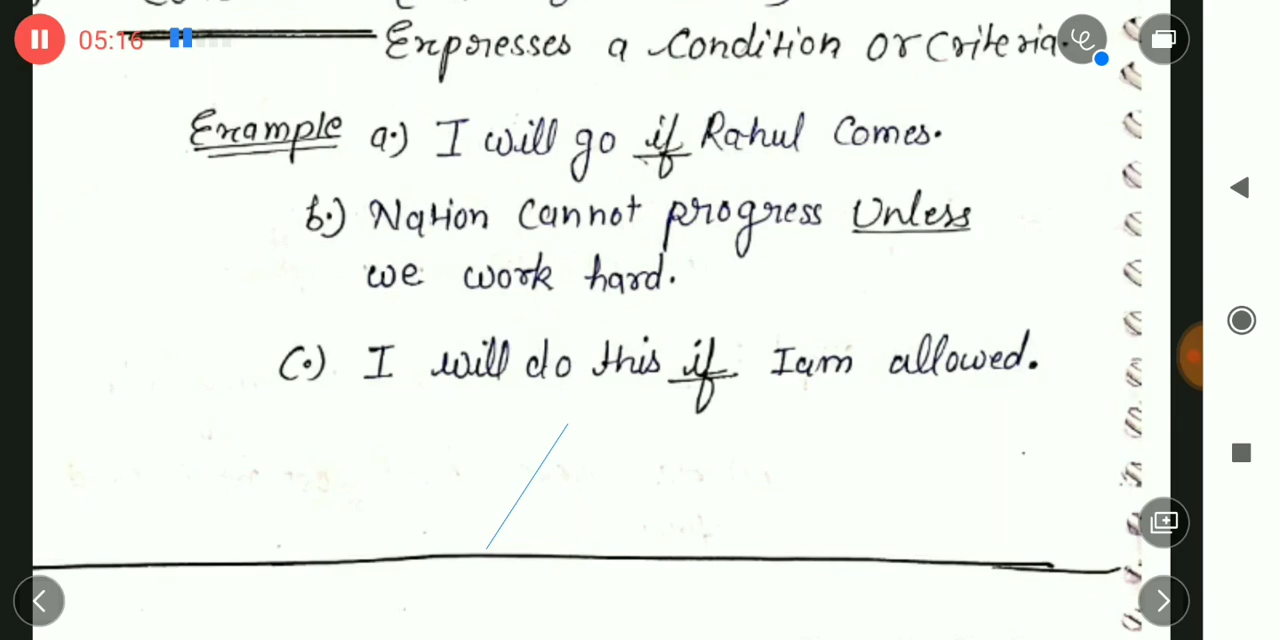 05:16
Expresses a Condition or Criteria.
Example a.) I will go if Rahul Comes.
b.) Nation Cannot progress Unless
we work hard.
(c.) I will do this if I am allowed.